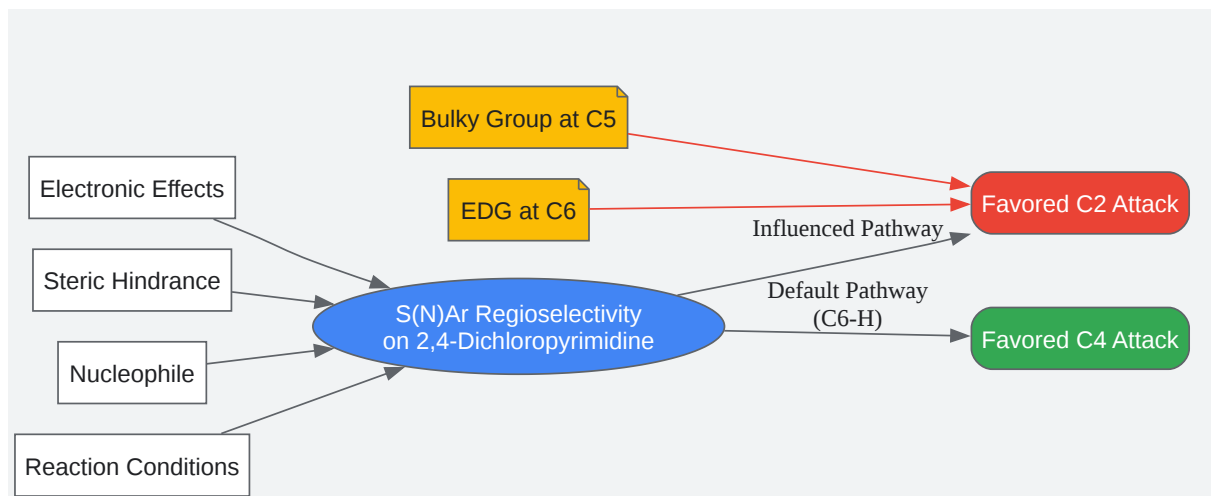 Bulky Group at C5
Electronic Effects
EDG at C6
Favored C2 Attack
Influenced Pathway
Steric Hindrance
Default Pathway
(C6-H)
S(N)Ar Regioselectivity
on 2,4-Dichloropyrimidine
Favored C4 Attack
Nucleophile
Reaction Conditions